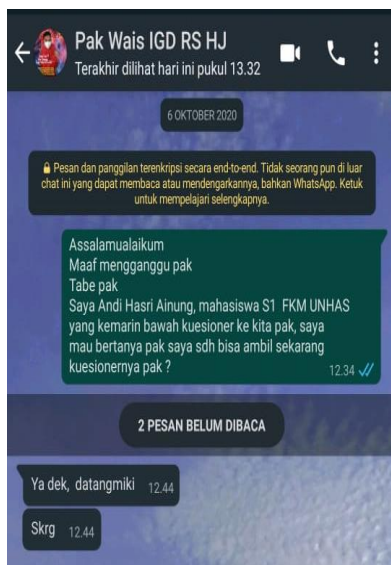 Pak Wais IGD RS HJ
Terakhir dilihat hari ini pukul 13.32
6 OKTOBER 2020
Pesan dan panggilan terenkripsi secara end-to-end. Tidak seorang pun di luar
chat ini yang dapat membaca atau mendengarkannya, bahkan WhatsApp. Ketuk
untuk mempelajari selengkapnya.
Assalamualaikum
Maaf mengganggu pak
Tabe pak
Saya Andi Hasri Ainung, mahasiswa S1 FKM UNHAS
yang kemarin bawah kuesioner ke kita pak, saya
mau bertanya pak saya sdh bisa ambil sekarang
kuesionernya pak ?
12.34
2 PESAN BELUM DIBACA
Ya dek, datangmiki 12.44
Skrg 12.44